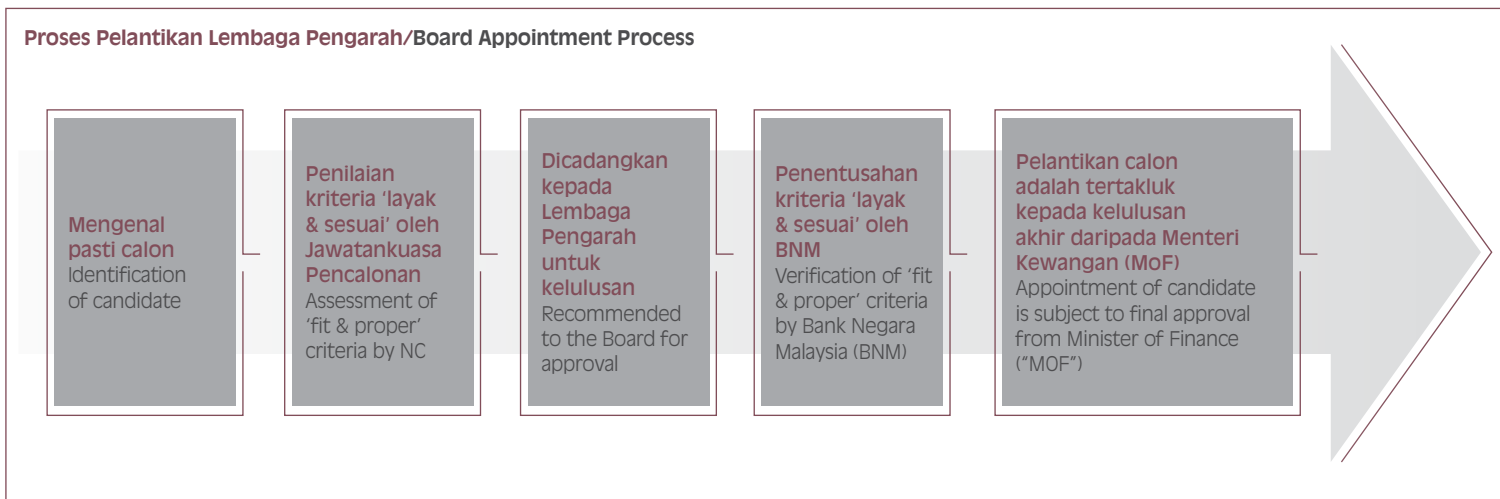 Proses Pelantikan Lembaga Pengarah/Board Appointment Process
Mengenal
pasti calon
Identification
of candidate
Penilaian
kriteria ‘layak
& sesuai’ oleh
Jawatankuasa
Pencalonan
Assessment of
‘fit & proper’
criteria by NC
Dicadangkan
kepada
Lembaga
Pengarah
untuk
kelulusan
Recommended
to the Board for
approval
Penentusahan
kriteria ‘layak
& sesuai’ oleh
BNM
Verification of ‘fit
& proper’ criteria
by Bank Negara
Malaysia (BNM)
Pelantikan calon
adalah tertakluk
kepada kelulusan
akhir daripada Menteri
Kewangan (MoF)
Appointment of candidate
is subject to final approval
from Minister of Finance
(“MOF”)